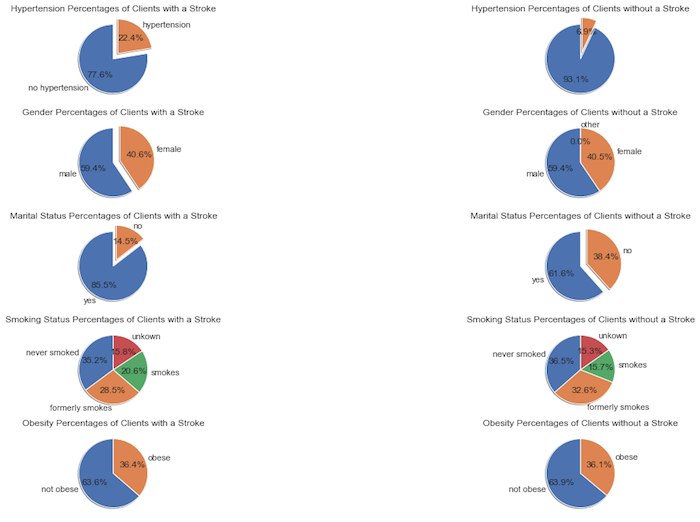 Hypertension Percentages of Clients with a Stroke
hypertension
22.4%
77.6%
no hypertension
Hypertension Percentages of Clients without a Stroke
6.9%
93.1%
Gender Percentages of Clients with a Stroke
female
40.6%
59.4%
male
Gender Percentages of Clients without a Stroke
other
0.0%
female
40.5%
59.4%
male
Marital Status Percentages of Clients with a Stroke
no
14.5%
85.5%
yes
Marital Status Percentages of Clients without a Stroke
no
38.4%
61.6%
yes
Smoking Status Percentages of Clients with a Stroke
unkown
never smoked
15.8%
35.2%
20.6%
smokes
28.5%
formerly smokes
Smoking Status Percentages of Clients without a Stroke
unkown
never smoked
15.3%
36.5%
15.7%
smokes
32.6%
formerly smokes
Obesity Percentages of Clients with a Stroke
obese
36.4%
63.6%
not obese
Obesity Percentages of Clients without a Stroke
obese
36.1%
63.9%
not obese